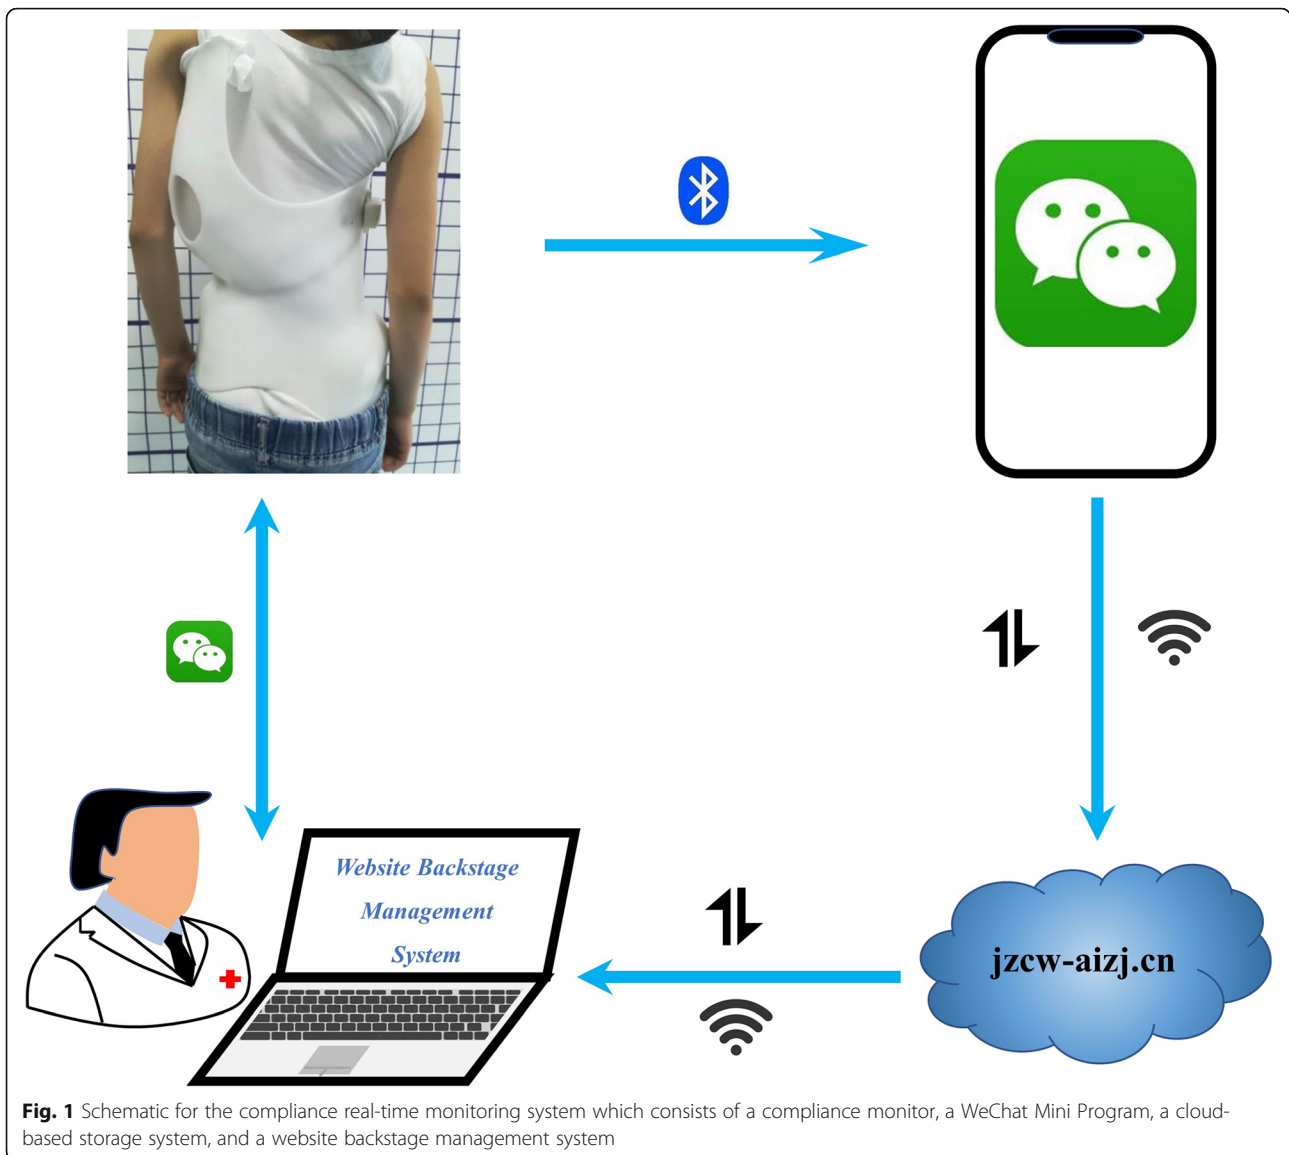 Website Backstage
Management
System
jzcw-aizj.cn
Fig. 1 Schematic for the compliance real-time monitoring system which consists of a compliance monitor, a WeChat Mini Program, a cloud-
based storage system, and a website backstage management system